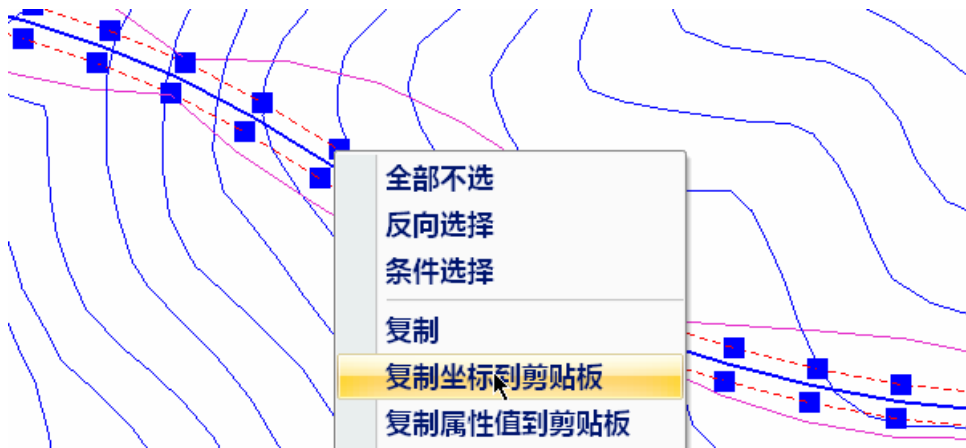 全部不选
反向选择
条件选择
复制
复制坐标到剪贴板
复制属性值到剪贴板